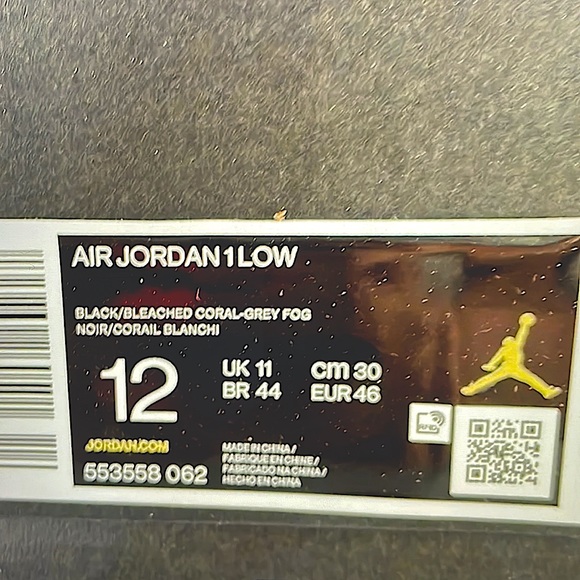 AIR JORDAN 1 LOW
BLACK/BLEACHED CORAL-GREY FOG
NOIR/CORAIL BLANCHI
12
UK 11
BR 44
cm 30
EUR 46
RFID
JORDAN.COM
553558 062
MADE IN CHINA /
FABRIQUE EN CHINE /
FABRICADO NA CHINA /
HECHO EN CHINA